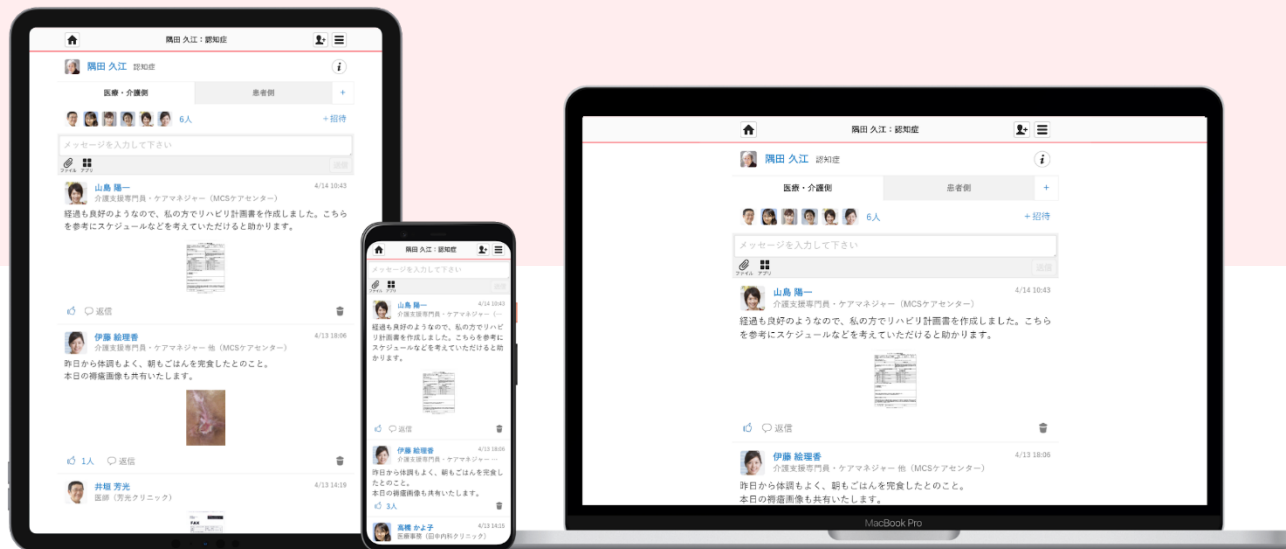 隅田 久江：認知症
隅田 久江 認知症
医療・介護側 患者側 +
6人 +招待
メッセージを入力して下さい
ファイル アプリ 送信
山島 陽一 4/14 10:43
介護支援専門員・ケアマネジャー（MCSケアセンター）
経過も良好のようなので、私の方でリハビリ計画書を作成しました。こちら
を参考にスケジュールなどを考えていただけると助かります。
返信
伊藤 絵理香 4/13 18:06
介護支援専門員・ケアマネジャー 他（MCSケアセンター）
昨日から体調もよく、朝もごはんを完食したとのこと。
本日の褥瘡画像も共有いたします。
1人 返信
井垣 芳光 4/13 14:19
医師（芳光クリニック）
FAX
隅田 久江：認知症
メッセージを入力して下さい
ファイル アプリ 送信
山島 陽一 4/14 10:43
介護支援専門員・ケアマネジャー（…
経過も良好のようなので、私の方でリハビ
リ計画書を作成しました。こちらを参考に
スケジュールなどを考えていただけると助
かります。
返信
伊藤 絵理香 4/13 18:06
介護支援専門員・ケアマネジャー …
昨日から体調もよく、朝もごはんを完食し
たとのこと。
本日の褥瘡画像も共有いたします。
3人
高橋 かよ子 4/13 14:15
医療事務（田中内科クリニック）
隅田 久江：認知症
隅田 久江 認知症
医療・介護側 患者側 +
6人 +招待
メッセージを入力して下さい
ファイル アプリ 送信
山島 陽一 4/14 10:43
介護支援専門員・ケアマネジャー（MCSケアセンター）
経過も良好のようなので、私の方でリハビリ計画書を作成しました。こちら
を参考にスケジュールなどを考えていただけると助かります。
返信
伊藤 絵理香 4/13 18:06
介護支援専門員・ケアマネジャー 他（MCSケアセンター）
昨日から体調もよく、朝もごはんを完食したとのこと。
本日の褥瘡画像も共有いたします。
MacBook Pro